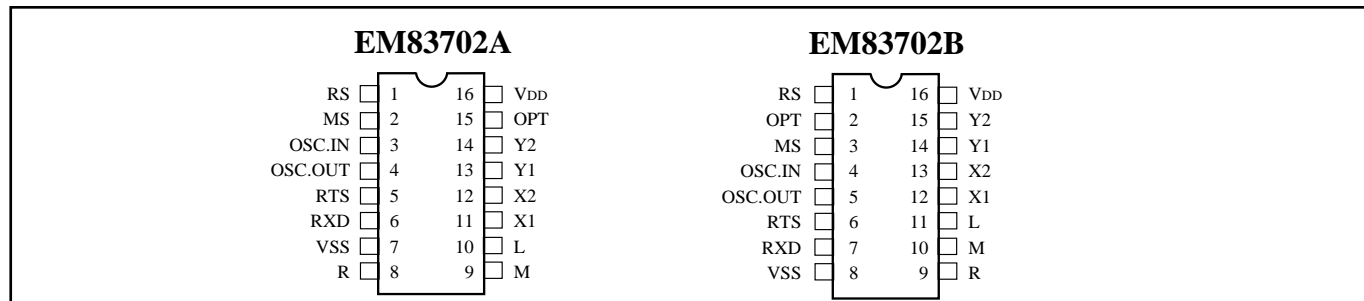 EM83702A EM83702B
RS 1 16 VDD RS 1 16 VDD
MS 2 15 OPT OPT 2 15 Y2
OSC.IN 3 14 Y2 MS 3 14 Y1
OSC.OUT 4 13 Y1 OSC.IN 4 13 X2
RTS 5 12 X2 OSC.OUT 5 12 X1
RXD 6 11 X1 RTS 6 11 L
VSS 7 10 L RXD 7 10 M
R 8 9 M VSS 8 9 R